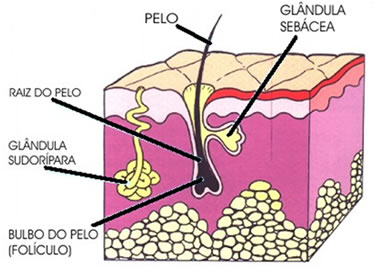 PELO
GLÂNDULA
SEBÁCEA
RAIZ DO PELO
GLÂNDULA
SUDORÍPARA
BULBO DO PELO
(FOLÍCULO)